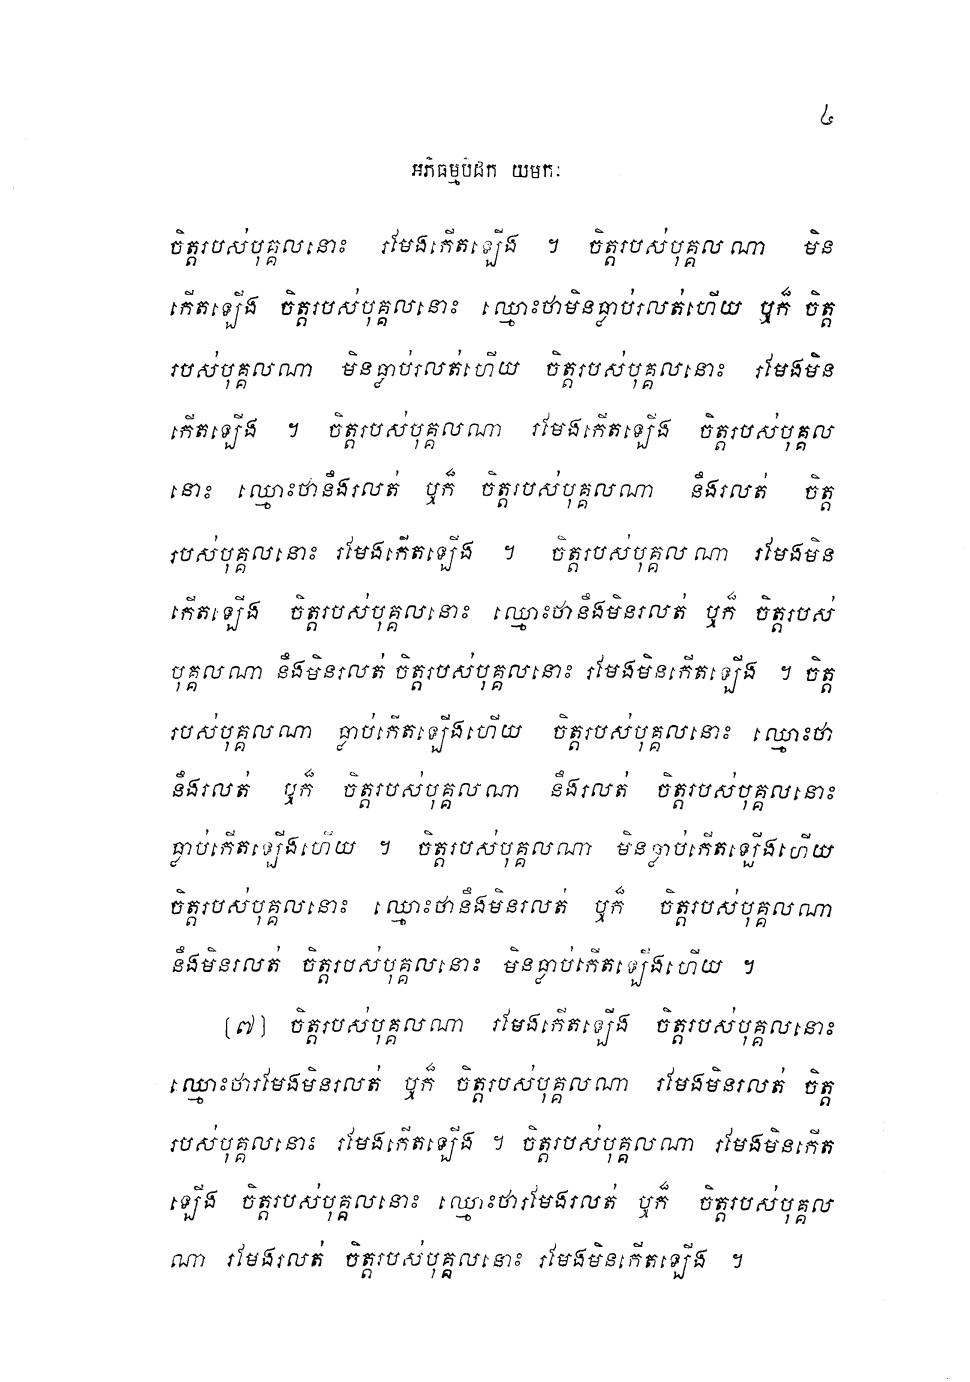 ៤
អភិធម្មបិដក យមកៈ
ចិត្តរបស់បុគ្គលនោះ រមែងកើតឡើង ។ ចិត្តរបស់បុគ្គល ណា មិន
កើតឡើង ចិត្តរបស់បុគ្គលនោះ ឈ្មោះថាមិនធ្លាប់រលត់ហើយ ឬក៏ ចិត្ត
របស់បុគ្គលណា មិនធ្លាប់រលត់ហើយ ចិត្តរបស់បុគ្គលនោះ រមែងមិន
កើតឡើង ។ ចិត្តរបស់បុគ្គលណា រមែងកើតឡើង ចិត្តរបស់បុគ្គល
នោះ ឈ្មោះថានឹងរលត់ ឬក៏ ចិត្តរបស់បុគ្គលណា នឹងរលត់ ចិត្ត
របស់បុគ្គលនោះ រមែងកើតឡើង ។ ចិត្តរបស់បុគ្គល ណា រមែងមិន
កើតឡើង ចិត្តរបស់បុគ្គលនោះ ឈ្មោះថានឹងមិនរលត់ ឬក៏ ចិត្តរបស់
បុគ្គលណា នឹងមិនរលត់ ចិត្តរបស់បុគ្គលនោះ រមែងមិនកើតឡើង ។ ចិត្ត
របស់បុគ្គលណា ធ្លាប់កើតឡើងហើយ ចិត្តរបស់បុគ្គលនោះ ឈ្មោះថា
នឹងរលត់ ឬក៏ ចិត្តរបស់បុគ្គលណា នឹងរលត់ ចិត្តរបស់បុគ្គលនោះ
ធ្លាប់កើតឡើងហើយ ។ ចិត្តរបស់បុគ្គលណា មិនធ្លាប់កើតឡើងហើយ
ចិត្តរបស់បុគ្គលនោះ ឈ្មោះថានឹងមិនរលត់ ឬក៏ ចិត្តរបស់បុគ្គលណា
នឹងមិនរលត់ ចិត្តរបស់បុគ្គលនោះ មិនធ្លាប់កើតឡើងហើយ ។
(៧) ចិត្តរបស់បុគ្គលណា រមែងកើតឡើង ចិត្តរបស់បុគ្គលនោះ
ឈ្មោះថារមែងមិនរលត់ ឬក៏ ចិត្តរបស់បុគ្គលណា រមែងមិនរលត់ ចិត្ត
របស់បុគ្គលនោះ រមែងកើតឡើង ។ ចិត្តរបស់បុគ្គលណា រមែងមិនកើត
ឡើង ចិត្តរបស់បុគ្គលនោះ ឈ្មោះថារមែងរលត់ ឬក៏ ចិត្តរបស់បុគ្គល
ណា រមែងរលត់ ចិត្តរបស់បុគ្គលនោះ រមែងមិនកើតឡើង ។